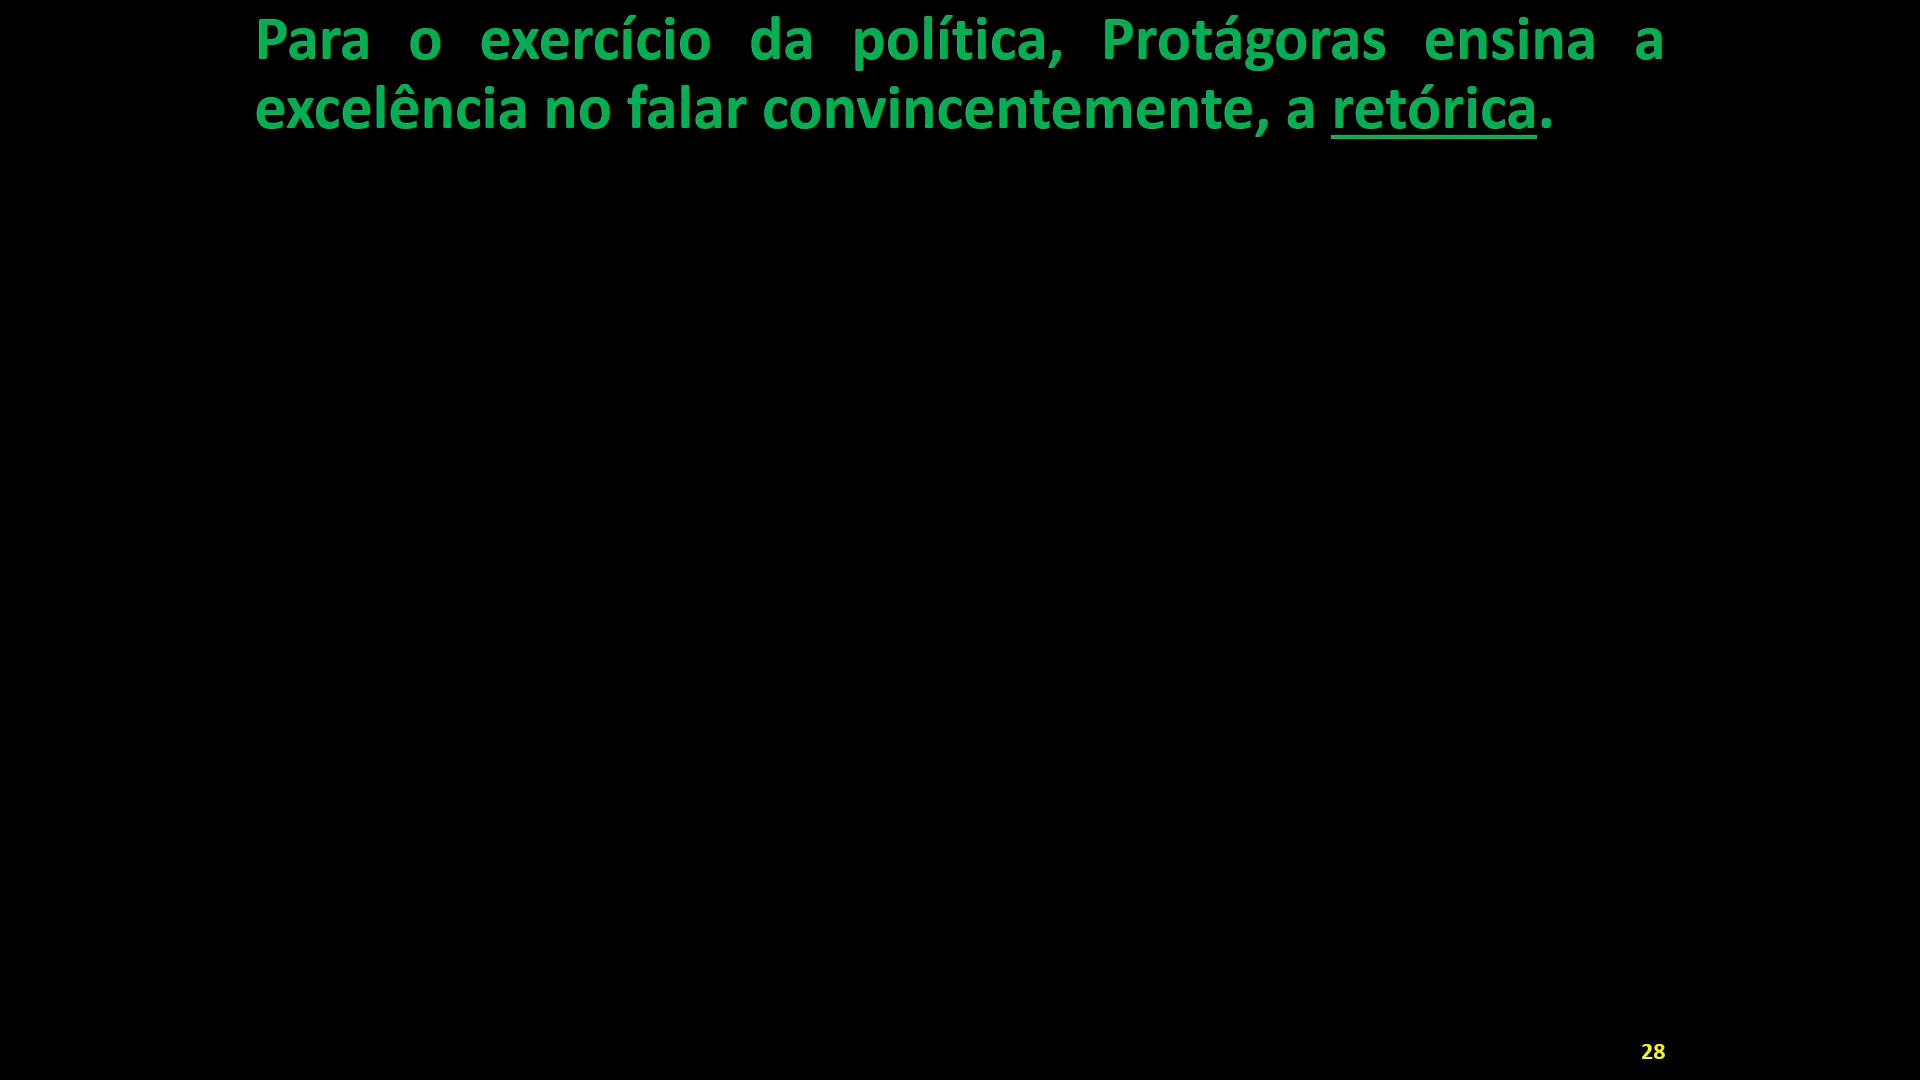 Para o exercício da política, Protágoras ensina a
excelência no falar convincentemente, a retórica.
28